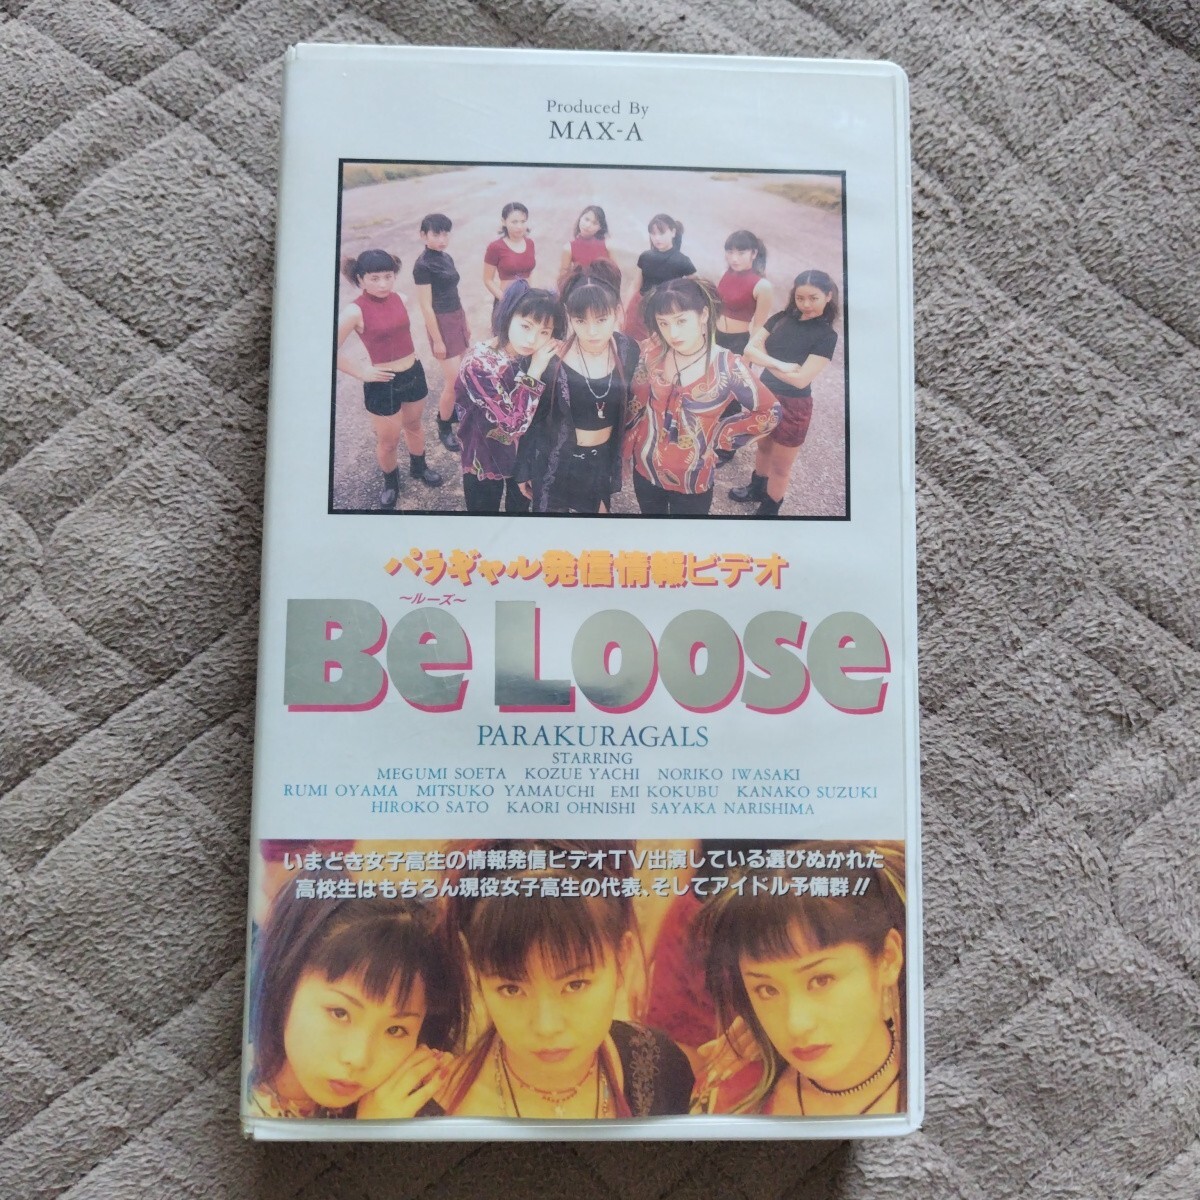 Produced By
MAX-A
パラギャル発信情報ビデオ
～ルーズ～
Be Loose
PARAKURAGALS
STARRING
MEGUMI SOETA KOZUE YACHI NORIKO IWASAKI
RUMI OYAMA MITSUKO YAMAUCHI EMI KOKUBU KANAKO SUZUKI
HIROKO SATO KAORI OHNISHI SAYAKA NARISHIMA
いまどき女子高生の情報発信ビデオTV出演している選びぬかれた
高校生はもちろん現役女子高生の代表、そしてアイドル予備群!!